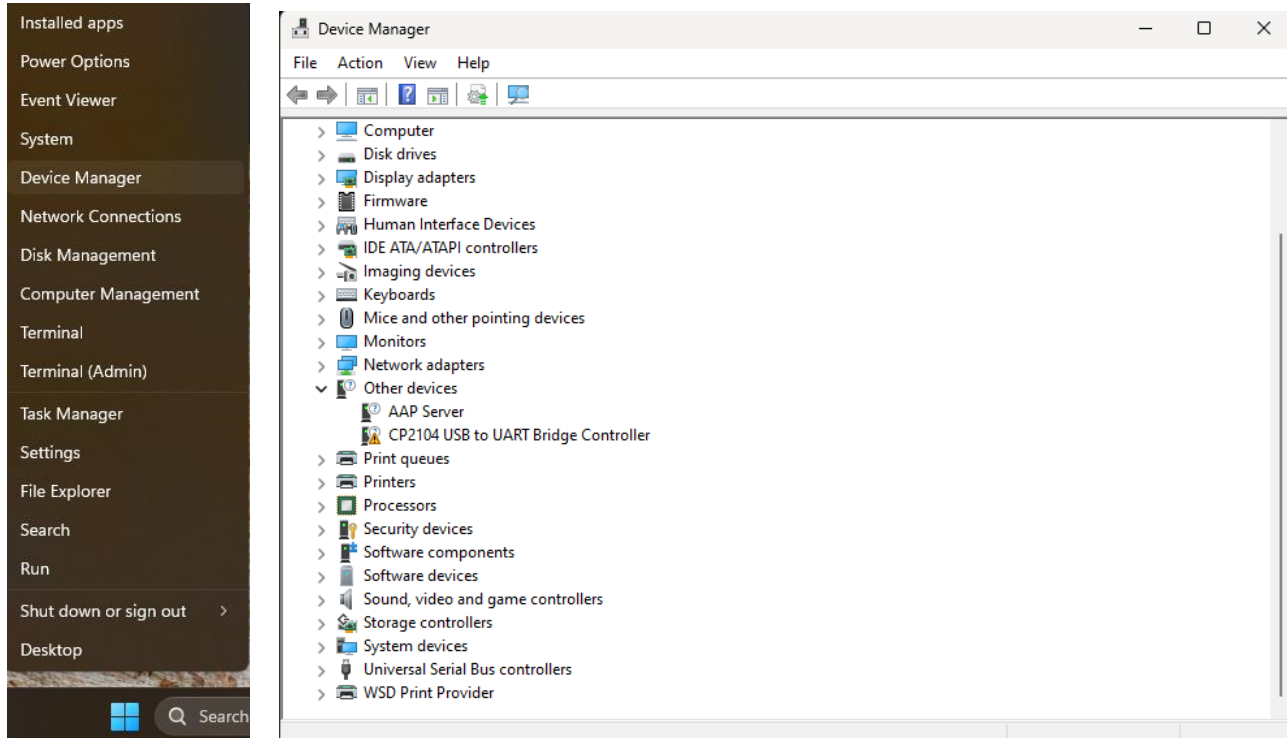 Installed apps
Power Options
Event Viewer
System
Device Manager
Network Connections
Disk Management
Computer Management
Terminal
Terminal (Admin)
Task Manager
Settings
File Explorer
Search
Run
Shut down or sign out
Desktop
Search
Device Manager
File Action View Help
Computer
Disk drives
Display adapters
Firmware
Human Interface Devices
IDE ATA/ATAPI controllers
Imaging devices
Keyboards
Mice and other pointing devices
Monitors
Network adapters
Other devices
AAP Server
CP2104 USB to UART Bridge Controller
Print queues
Printers
Processors
Security devices
Software components
Software devices
Sound, video and game controllers
Storage controllers
System devices
Universal Serial Bus controllers
WSD Print Provider